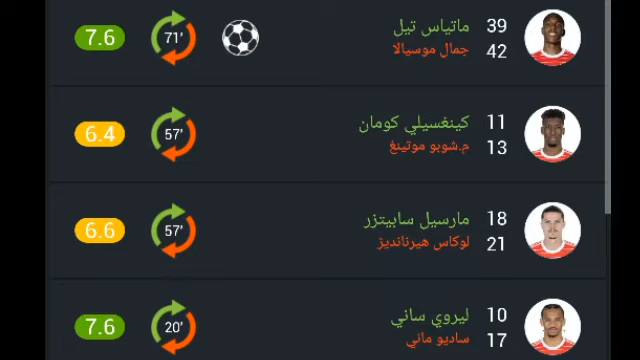 39 ماتياس تيل 71' 7.6
42 جمال موسيالا
11 كينغسيلي كومان 57' 6.4
13 م.شوبو موتينغ
18 مارسيل سابيتزر 57' 6.6
21 لوكاس هيرنانديز
10 ليروي ساني 20' 7.6
17 ساديو ماني